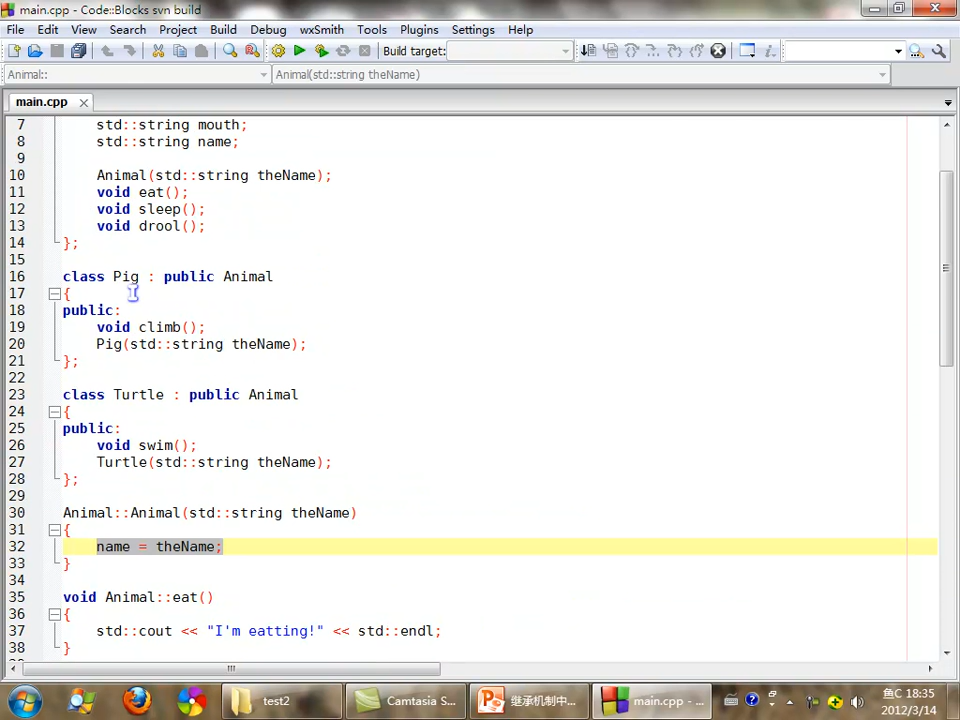 main.cpp - Code::Blocks svn build
File Edit View Search Project Build Debug wxSmith Tools Plugins Settings Help
Build target:
Animal:: Animal(std::string theName)
main.cpp
7 std::string mouth;
8 std::string name;
9
10 Animal(std::string theName);
11 void eat();
12 void sleep();
13 void drool();
14 };
15
16 class Pig : public Animal
17 {
18 public:
19 void climb();
20 Pig(std::string theName);
21 };
22
23 class Turtle : public Animal
24 {
25 public:
26 void swim();
27 Turtle(std::string theName);
28 };
29
30 Animal::Animal(std::string theName)
31 {
32 name = theName;
33 }
34
35 void Animal::eat()
36 {
37 std::cout << "I'm eatting!" << std::endl;
38 }
test2 Camtasia S... 继承机制中... main.cpp - ... 鱼C 18:35
2012/3/14